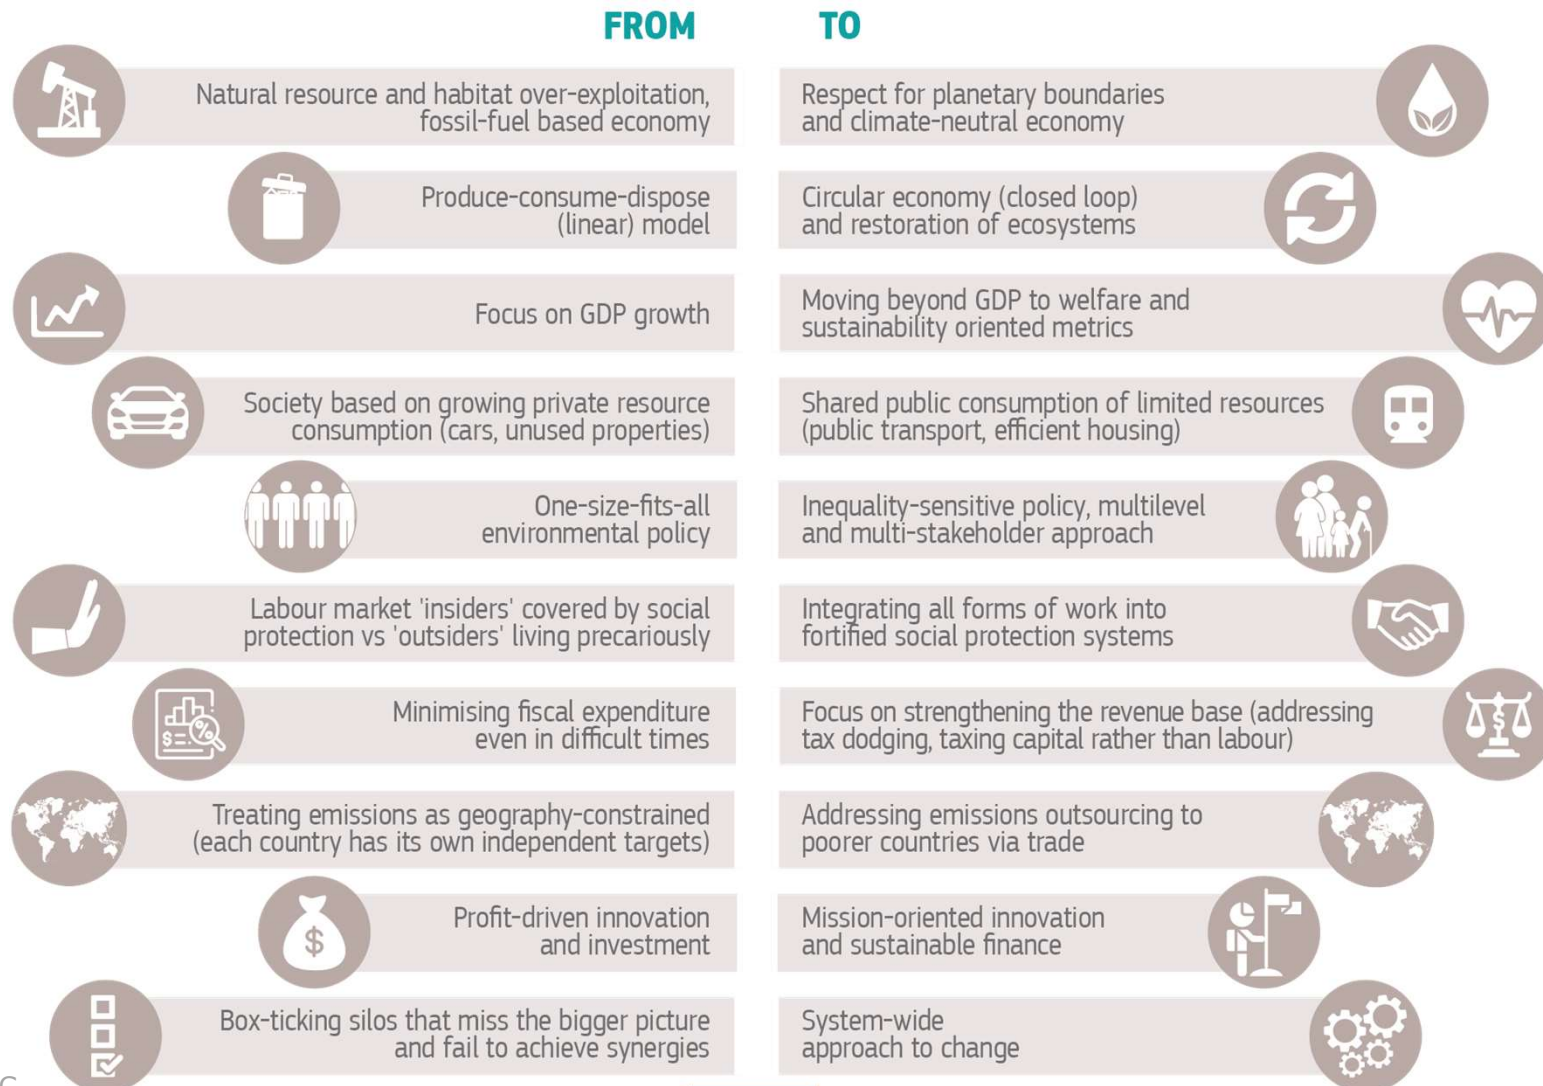 FROM
TO
Natural resource and habitat over-exploitation,
fossil-fuel based economy
Respect for planetary boundaries
and climate-neutral economy
Produce-consume-dispose
(linear) model
Circular economy (closed loop)
and restoration of ecosystems
Focus on GDP growth
Moving beyond GDP to welfare and
sustainability oriented metrics
Society based on growing private resource
consumption (cars, unused properties)
Shared public consumption of limited resources
(public transport, efficient housing)
One-size-fits-all
environmental policy
Inequality-sensitive policy, multilevel
and multi-stakeholder approach
Labour market 'insiders' covered by social
protection vs 'outsiders' living precariously
Integrating all forms of work into
fortified social protection systems
Minimising fiscal expenditure
even in difficult times
$= %
Focus on strengthening the revenue base (addressing
tax dodging, taxing capital rather than labour)
$
Treating emissions as geography-constrained
(each country has its own independent targets)
Addressing emissions outsourcing to
poorer countries via trade
$
Profit-driven innovation
and investment
Mission-oriented innovation
and sustainable finance
Box-ticking silos that miss the bigger picture
and fail to achieve synergies
System-wide
approach to change